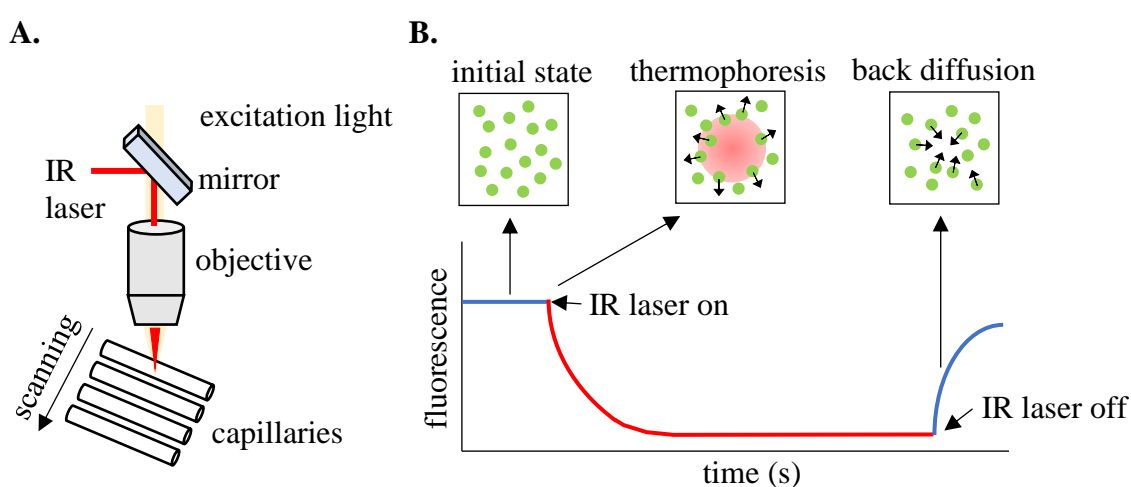 A.
excitation light
IR
laser
mirror
objective
scanning
capillaries
B.
initial state
thermophoresis
back diffusion
fluorescence
IR laser on
IR laser off
time (s)